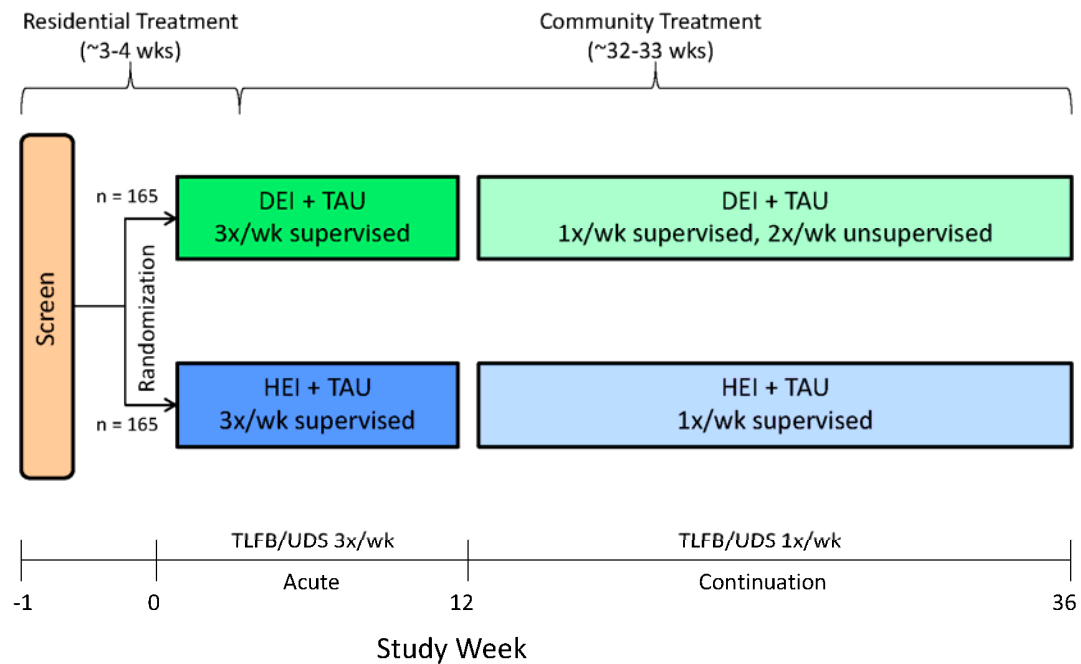 Residential Treatment
(~3-4 wks)
Community Treatment
(~32-33 wks)
Screen
n = 165
Randomization
n = 165
DEI + TAU
3x/wk supervised
DEI + TAU
1x/wk supervised, 2x/wk unsupervised
HEI + TAU
3x/wk supervised
HEI + TAU
1x/wk supervised
TLFB/UDS 3x/wk
TLFB/UDS 1x/wk
Acute
Continuation
-1
0
12
36
Study Week